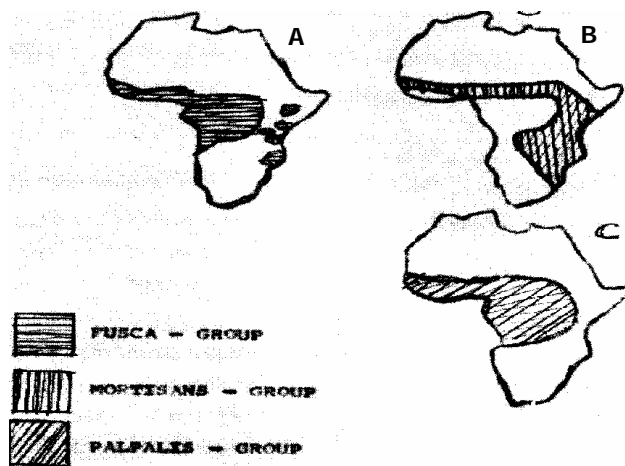 A
B
C
FUSCA - GROUP
MORTISANS - GROUP
PALPALIS - GROUP